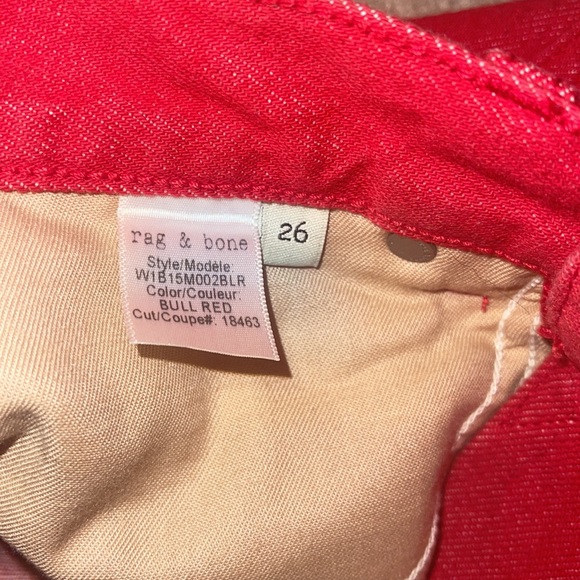 rag & bone
Style/Modèle:
W1B15M002BLR
Color/Couleur:
BULL RED
Cut/Coupe#: 18463
26